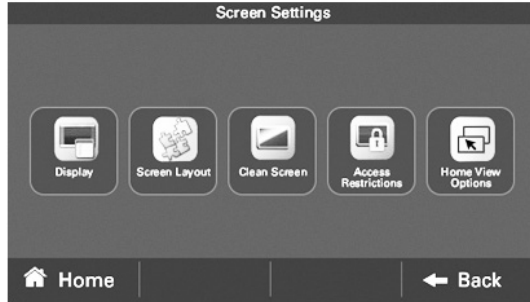 Screen Settings
Display
Screen Layout
Clean Screen
Access
Restrictions
Home View
Options
Home
Back